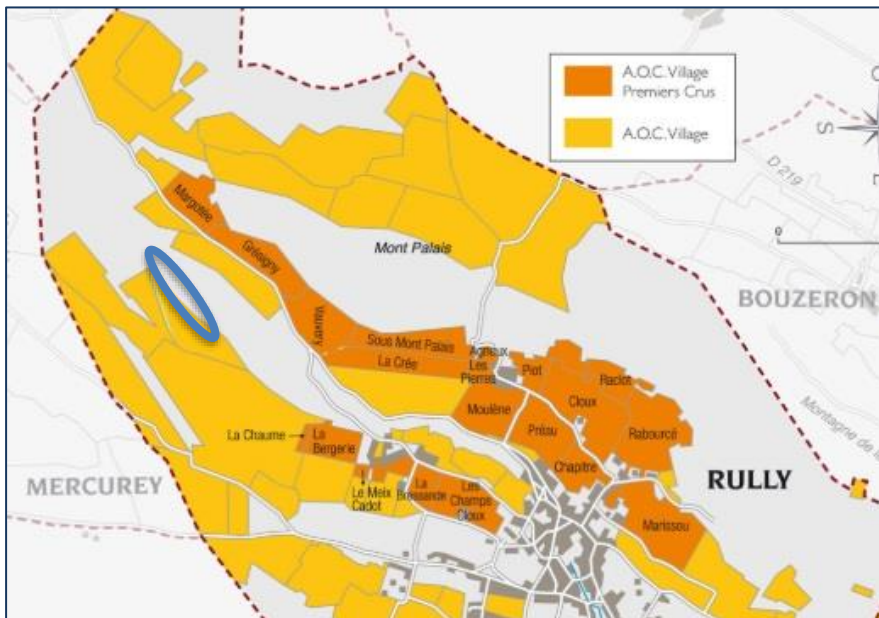 A.O.C. Village
Premiers Crus
A.O.C. Village
S
D 219
0
Margotée
Grésigny
Mont Palais
BOUZERON
Vauvry
Sous Mont Palais
La Crée
Agneux
Les
Pierres
Piot
Raclot
Cloux
Moulène
Préau
Rabourcé
La Chaume
La
Bergerie
Chapitre
RULLY
MERCUREY
Le Meix
Cadot
La
Bressande
Les
Champs
Cloux
Marissou
Montagne de